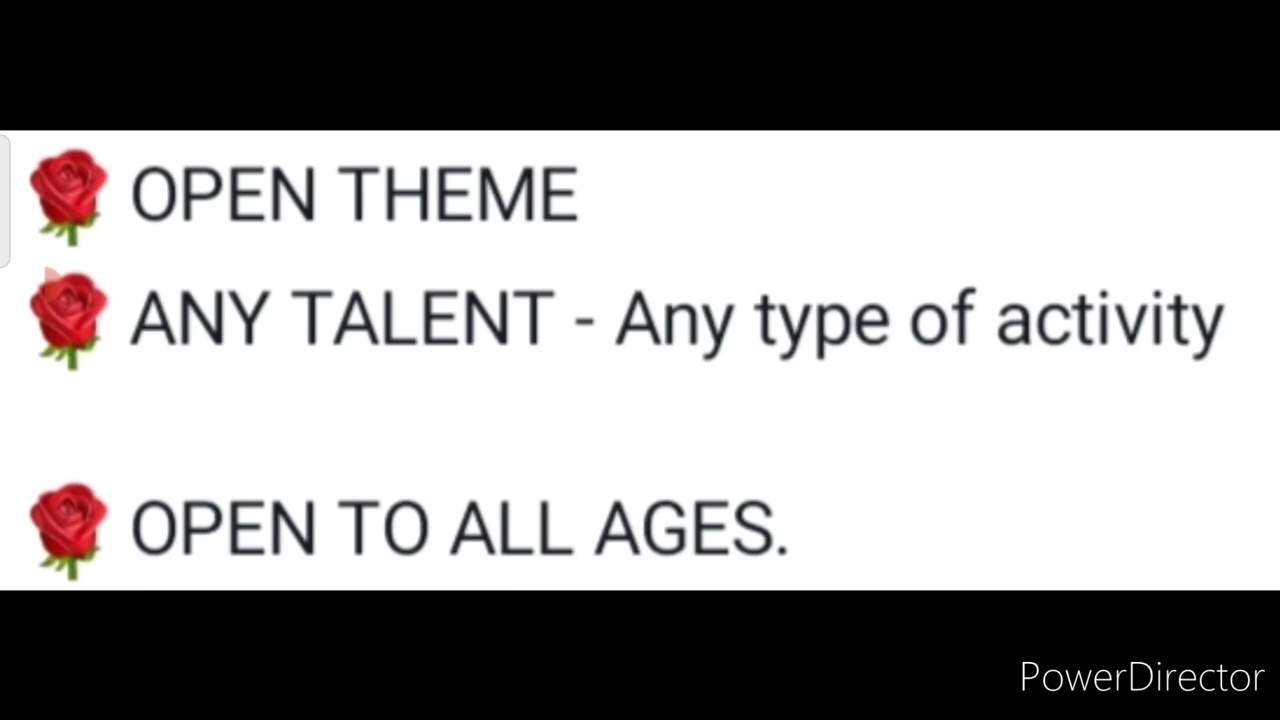 🌹 OPEN THEME
🌹 ANY TALENT - Any type of activity
🌹 OPEN TO ALL AGES.
PowerDirector